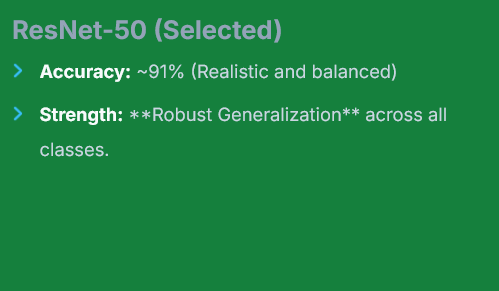 ResNet-50 (Selected)
Accuracy: ~91% (Realistic and balanced)
Strength: **Robust Generalization** across all
classes.